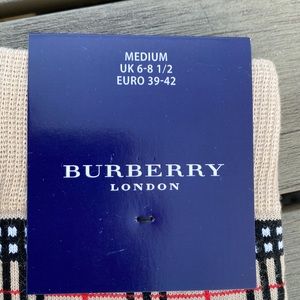 MEDIUM
UK 6-8 1/2
EURO 39-42
BURBERRY
LONDON